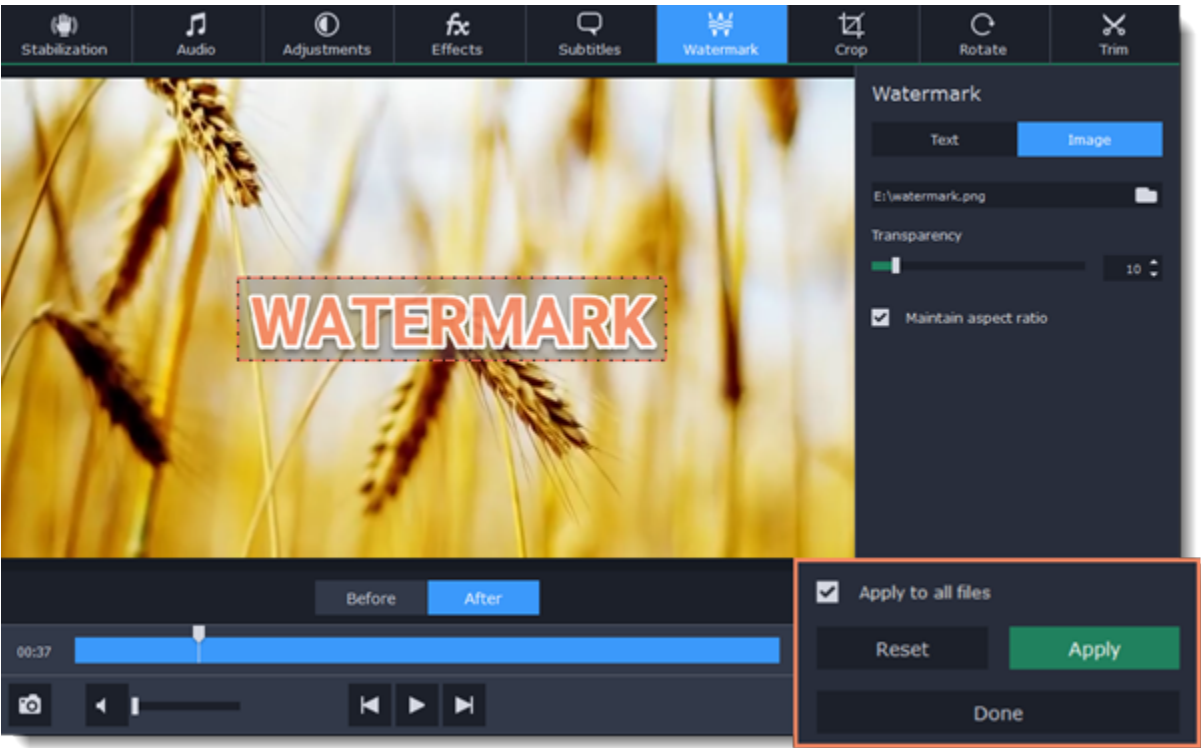 Stabilization
Audio
Adjustments
fx
Effects
Subtitles
Watermark
Crop
Rotate
Trim
Watermark
Text
Image
E:\watermark.png
Transparency
10
Maintain aspect ratio
WATERMARK
Before
After
00:37
Apply to all files
Reset
Apply
Done